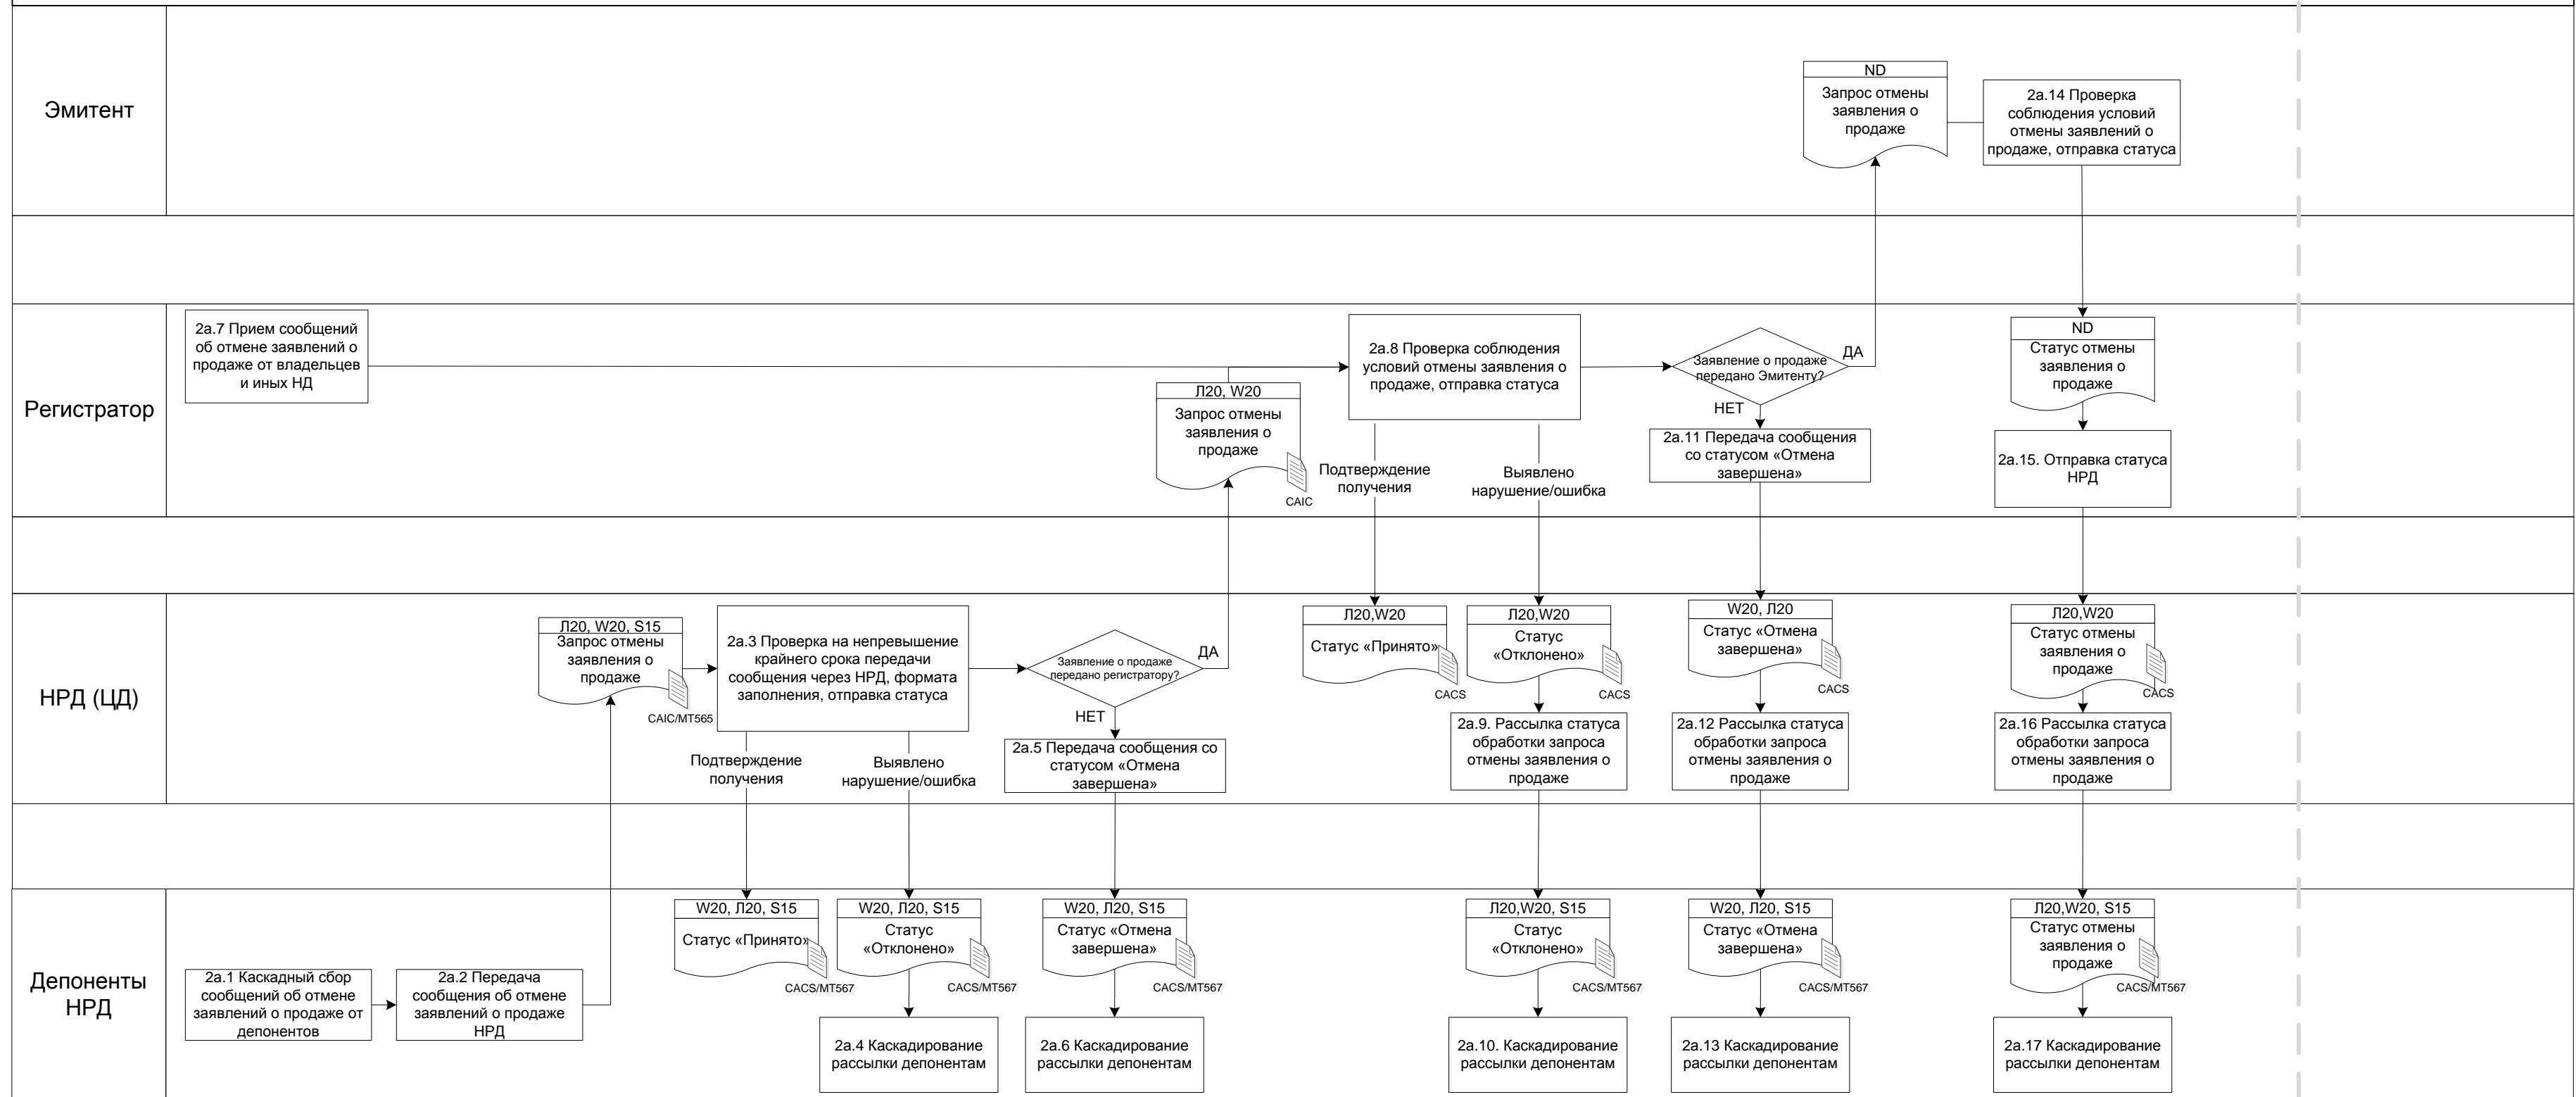 Эмитент
ND
Запрос отмены
заявления о
продаже
2а.14 Проверка
соблюдения условий
отмены заявлений о
продаже, отправка статуса
Регистратор
2а.7 Прием сообщений
об отмене заявлений о
продаже от владельцев
и иных НД
Л20, W20
Запрос отмены
заявления о
продаже
CAIC
2а.8 Проверка соблюдения
условий отмены заявления о
продаже, отправка статуса
Подтверждение
получения
Выявлено
нарушение/ошибка
Заявление о продаже
передано Эмитенту?
ДА
НЕТ
2а.11 Передача сообщения
со статусом «Отмена
завершена»
ND
Статус отмены
заявления о
продаже
2а.15. Отправка статуса
НРД
НРД (ЦД)
Л20, W20, S15
Запрос отмены
заявления о
продаже
CAIC/MT565
2а.3 Проверка на непревышение
крайнего срока передачи
сообщения через НРД, формата
заполнения, отправка статуса
Подтверждение
получения
Выявлено
нарушение/ошибка
Заявление о продаже
передано регистратору?
ДА
НЕТ
2а.5 Передача сообщения со
статусом «Отмена
завершена»
Л20,W20
Статус «Принято»
CACS
Л20,W20
Статус
«Отклонено»
CACS
2а.9. Рассылка статуса
обработки запроса
отмены заявления о
продаже
W20, Л20
Статус «Отмена
завершена»
CACS
2а.12 Рассылка статуса
обработки запроса
отмены заявления о
продаже
Л20,W20
Статус отмены
заявления о
продаже
CACS
2а.16 Рассылка статуса
обработки запроса
отмены заявления о
продаже
Депоненты
НРД
2а.1 Каскадный сбор
сообщений об отмене
заявлений о продаже от
депонентов
2а.2 Передача
сообщения об отмене
заявлений о продаже
НРД
W20, Л20, S15
Статус «Принято»
CACS/MT567
W20, Л20, S15
Статус
«Отклонено»
CACS/MT567
2а.4 Каскадирование
рассылки депонентам
W20, Л20, S15
Статус «Отмена
завершена»
CACS/MT567
2а.6 Каскадирование
рассылки депонентам
Л20,W20, S15
Статус
«Отклонено»
CACS/MT567
2а.10. Каскадирование
рассылки депонентам
W20, Л20, S15
Статус «Отмена
завершена»
CACS/MT567
2а.13 Каскадирование
рассылки депонентам
Л20,W20, S15
Статус отмены
заявления о
продаже
CACS/MT567
2а.17 Каскадирование
рассылки депонентам